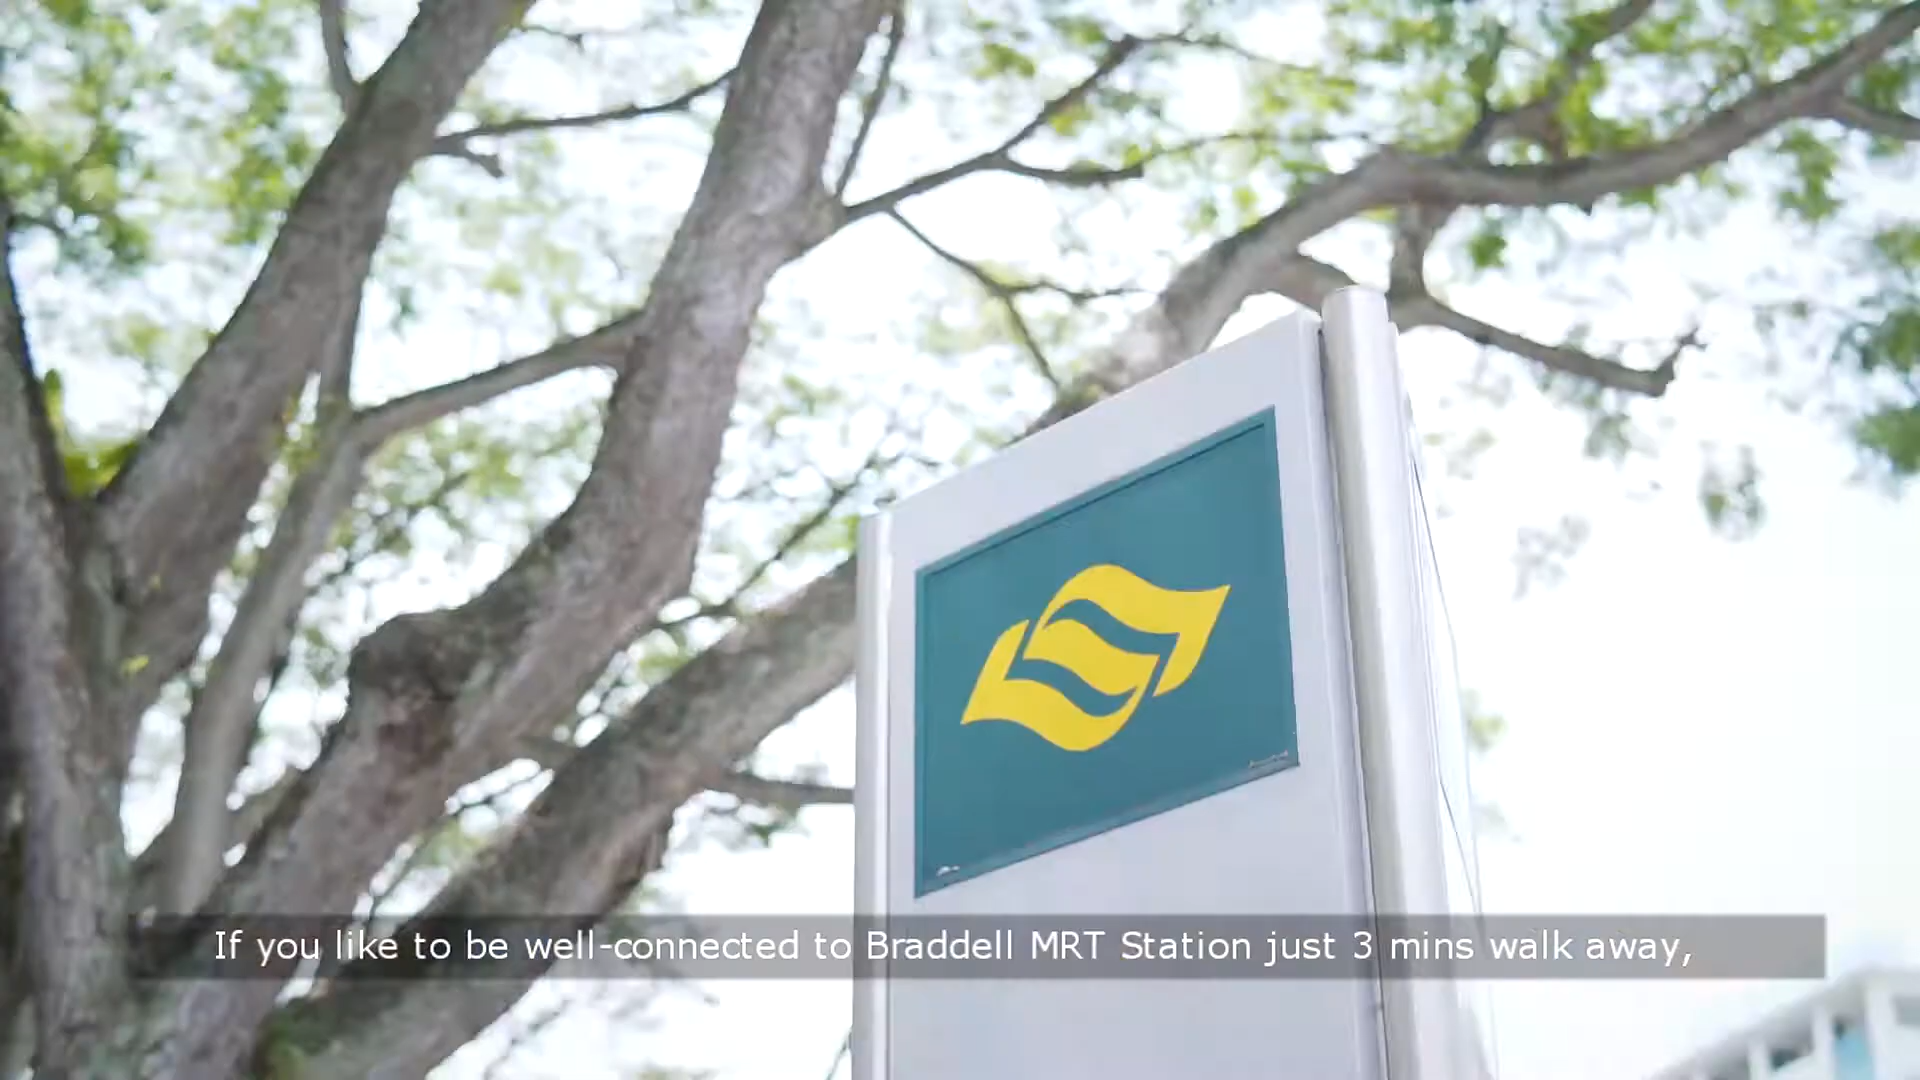 If you like to be well-connected to Braddell MRT Station just 3 mins walk away,